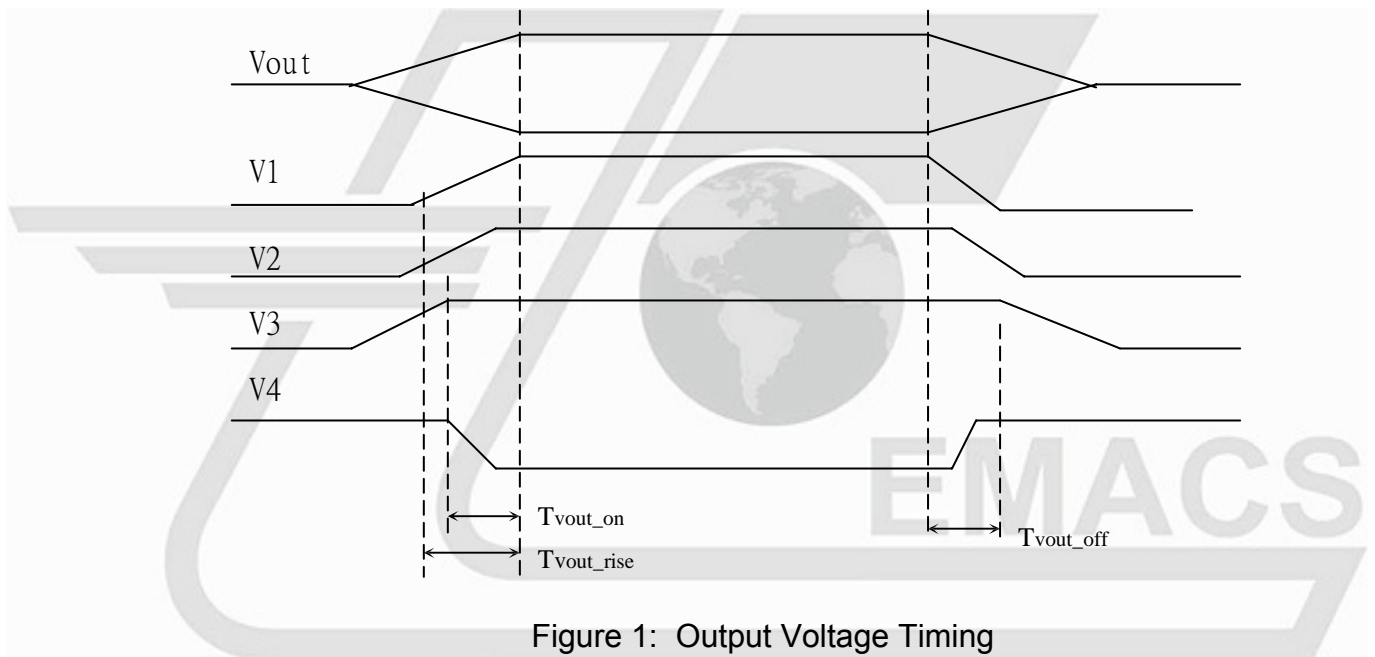 Vout
V1
V2
V3
V4
EMACS
Tvout_on
Tvout_off
Tvout_rise
Figure 1: Output Voltage Timing